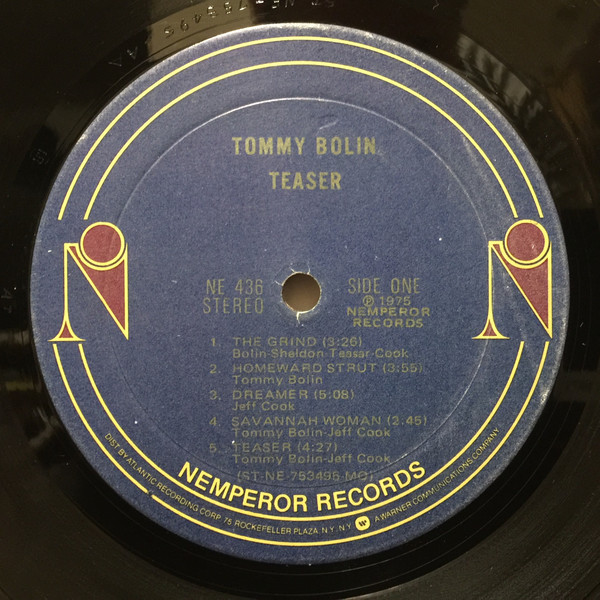 TOMMY BOLIN
TEASER
NE 436
STEREO
SIDE ONE
℗ 1975
NEMPEROR
RECORDS
1. THE GRIND (3:26)
Bolin-Sheldon-Teasar-Cook
2. HOMEWARD STRUT (3:55)
Tommy Bolin
3. DREAMER (5:08)
Jeff Cook
4. SAVANNAH WOMAN (2:45)
Tommy Bolin-Jeff Cook
5. TEASER (4:27)
Tommy Bolin-Jeff Cook
(ST-NE-753495-MO)
NEMPEROR RECORDS
DIST BY ATLANTIC RECORDING CORP. 75 ROCKEFELLER PLAZA, N.Y., N.Y. A WARNER COMMUNICATIONS COMPANY